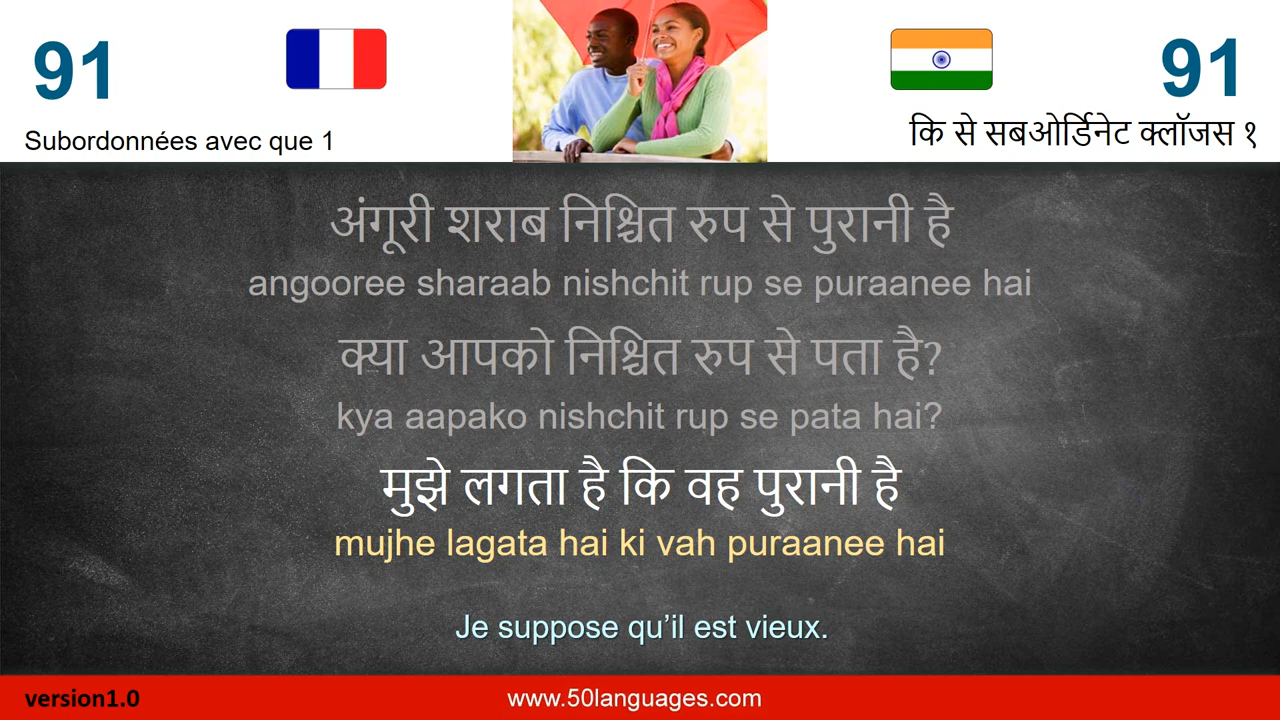 91
91
Subordonnées avec que 1
कि से सबओर्डिनेट क्लॉजस १
अंगूरी शराब निश्चित रुप से पुरानी है
angooree sharaab nishchit rup se puraanee hai
क्या आपको निश्चित रुप से पता है?
kya aapako nishchit rup se pata hai?
मुझे लगता है कि वह पुरानी है
mujhe lagata hai ki vah puraanee hai
Je suppose qu’il est vieux.
version1.0
www.50languages.com